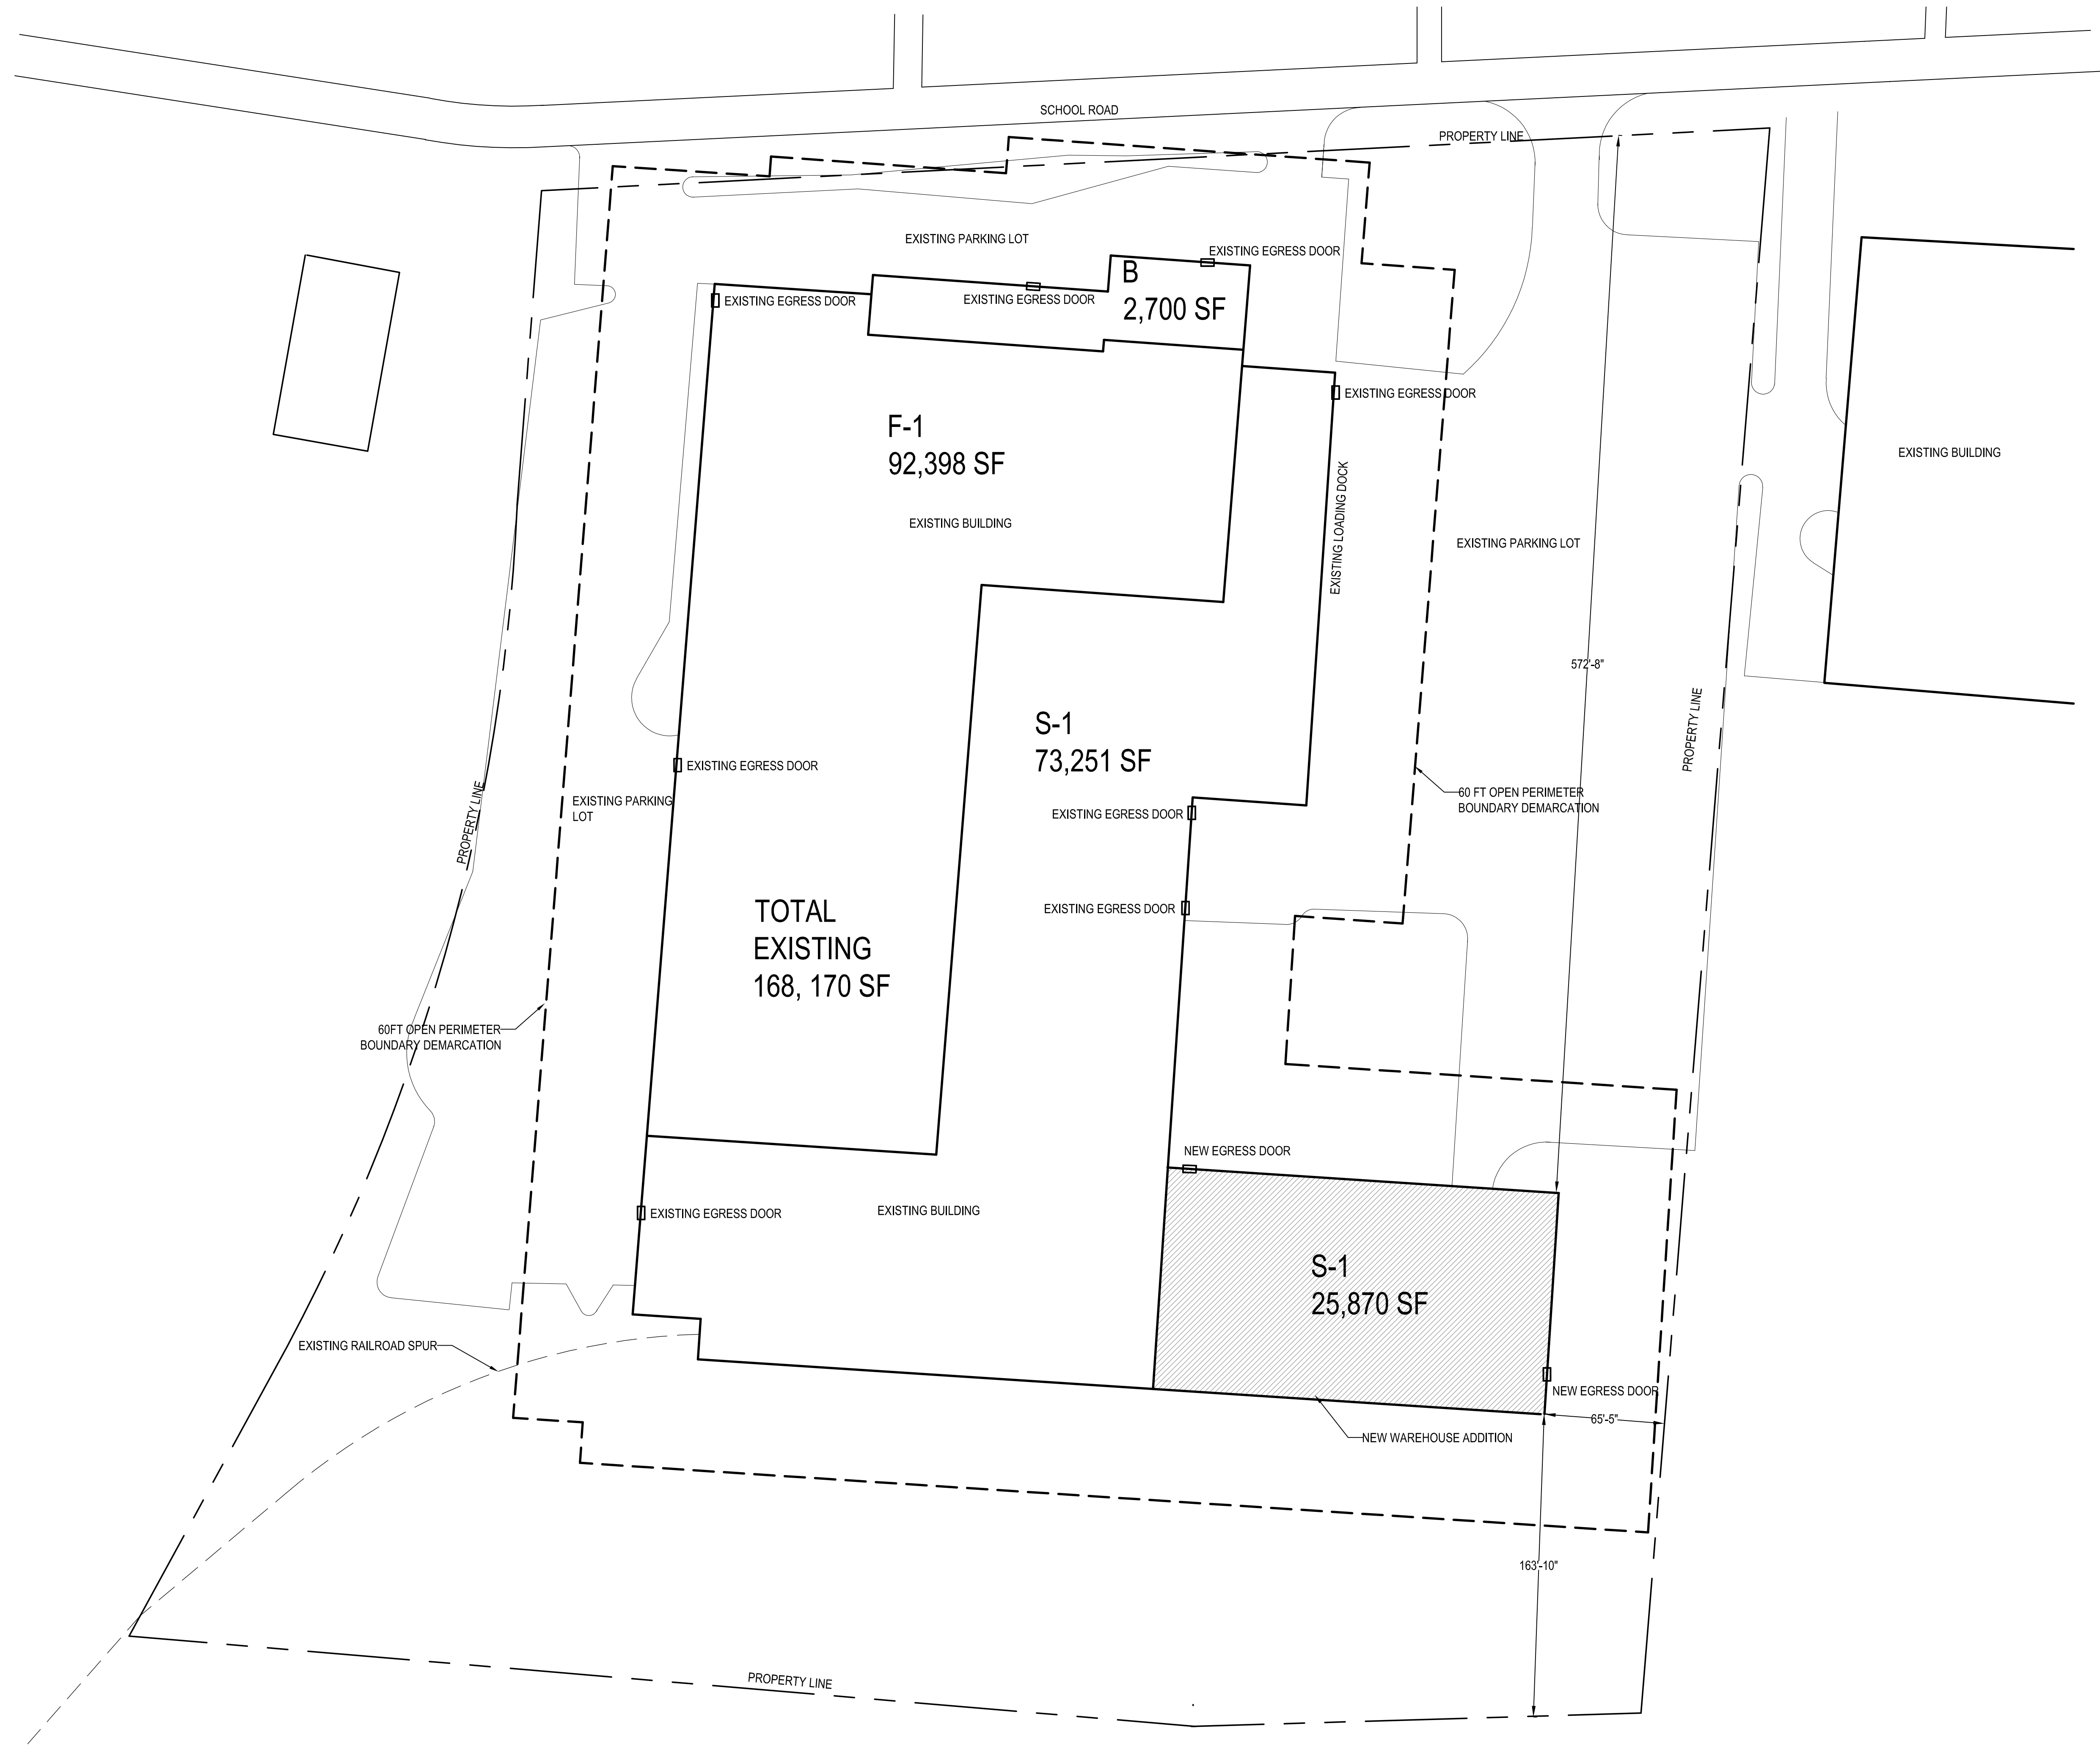 SCHOOL ROAD
PROPERTY LINE
EXISTING PARKING LOT
EXISTING EGRESS DOOR
B
2,700 SF
EXISTING EGRESS DOOR
EXISTING EGRESS DOOR
EXISTING EGRESS DOOR
F-1
92,398 SF
EXISTING BUILDING
EXISTING BUILDING
EXISTING LOADING DOCK
EXISTING PARKING LOT
572'-8"
PROPERTY LINE
S-1
73,251 SF
EXISTING EGRESS DOOR
EXISTING PARKING
LOT
60 FT OPEN PERIMETER
BOUNDARY DEMARCATION
EXISTING EGRESS DOOR
PROPERTY LINE
EXISTING EGRESS DOOR
TOTAL
EXISTING
168, 170 SF
60FT OPEN PERIMETER
BOUNDARY DEMARCATION
NEW EGRESS DOOR
EXISTING EGRESS DOOR
EXISTING BUILDING
S-1
25,870 SF
EXISTING RAILROAD SPUR
NEW EGRESS DOOR
65'-5"
NEW WAREHOUSE ADDITION
163'-10"
PROPERTY LINE